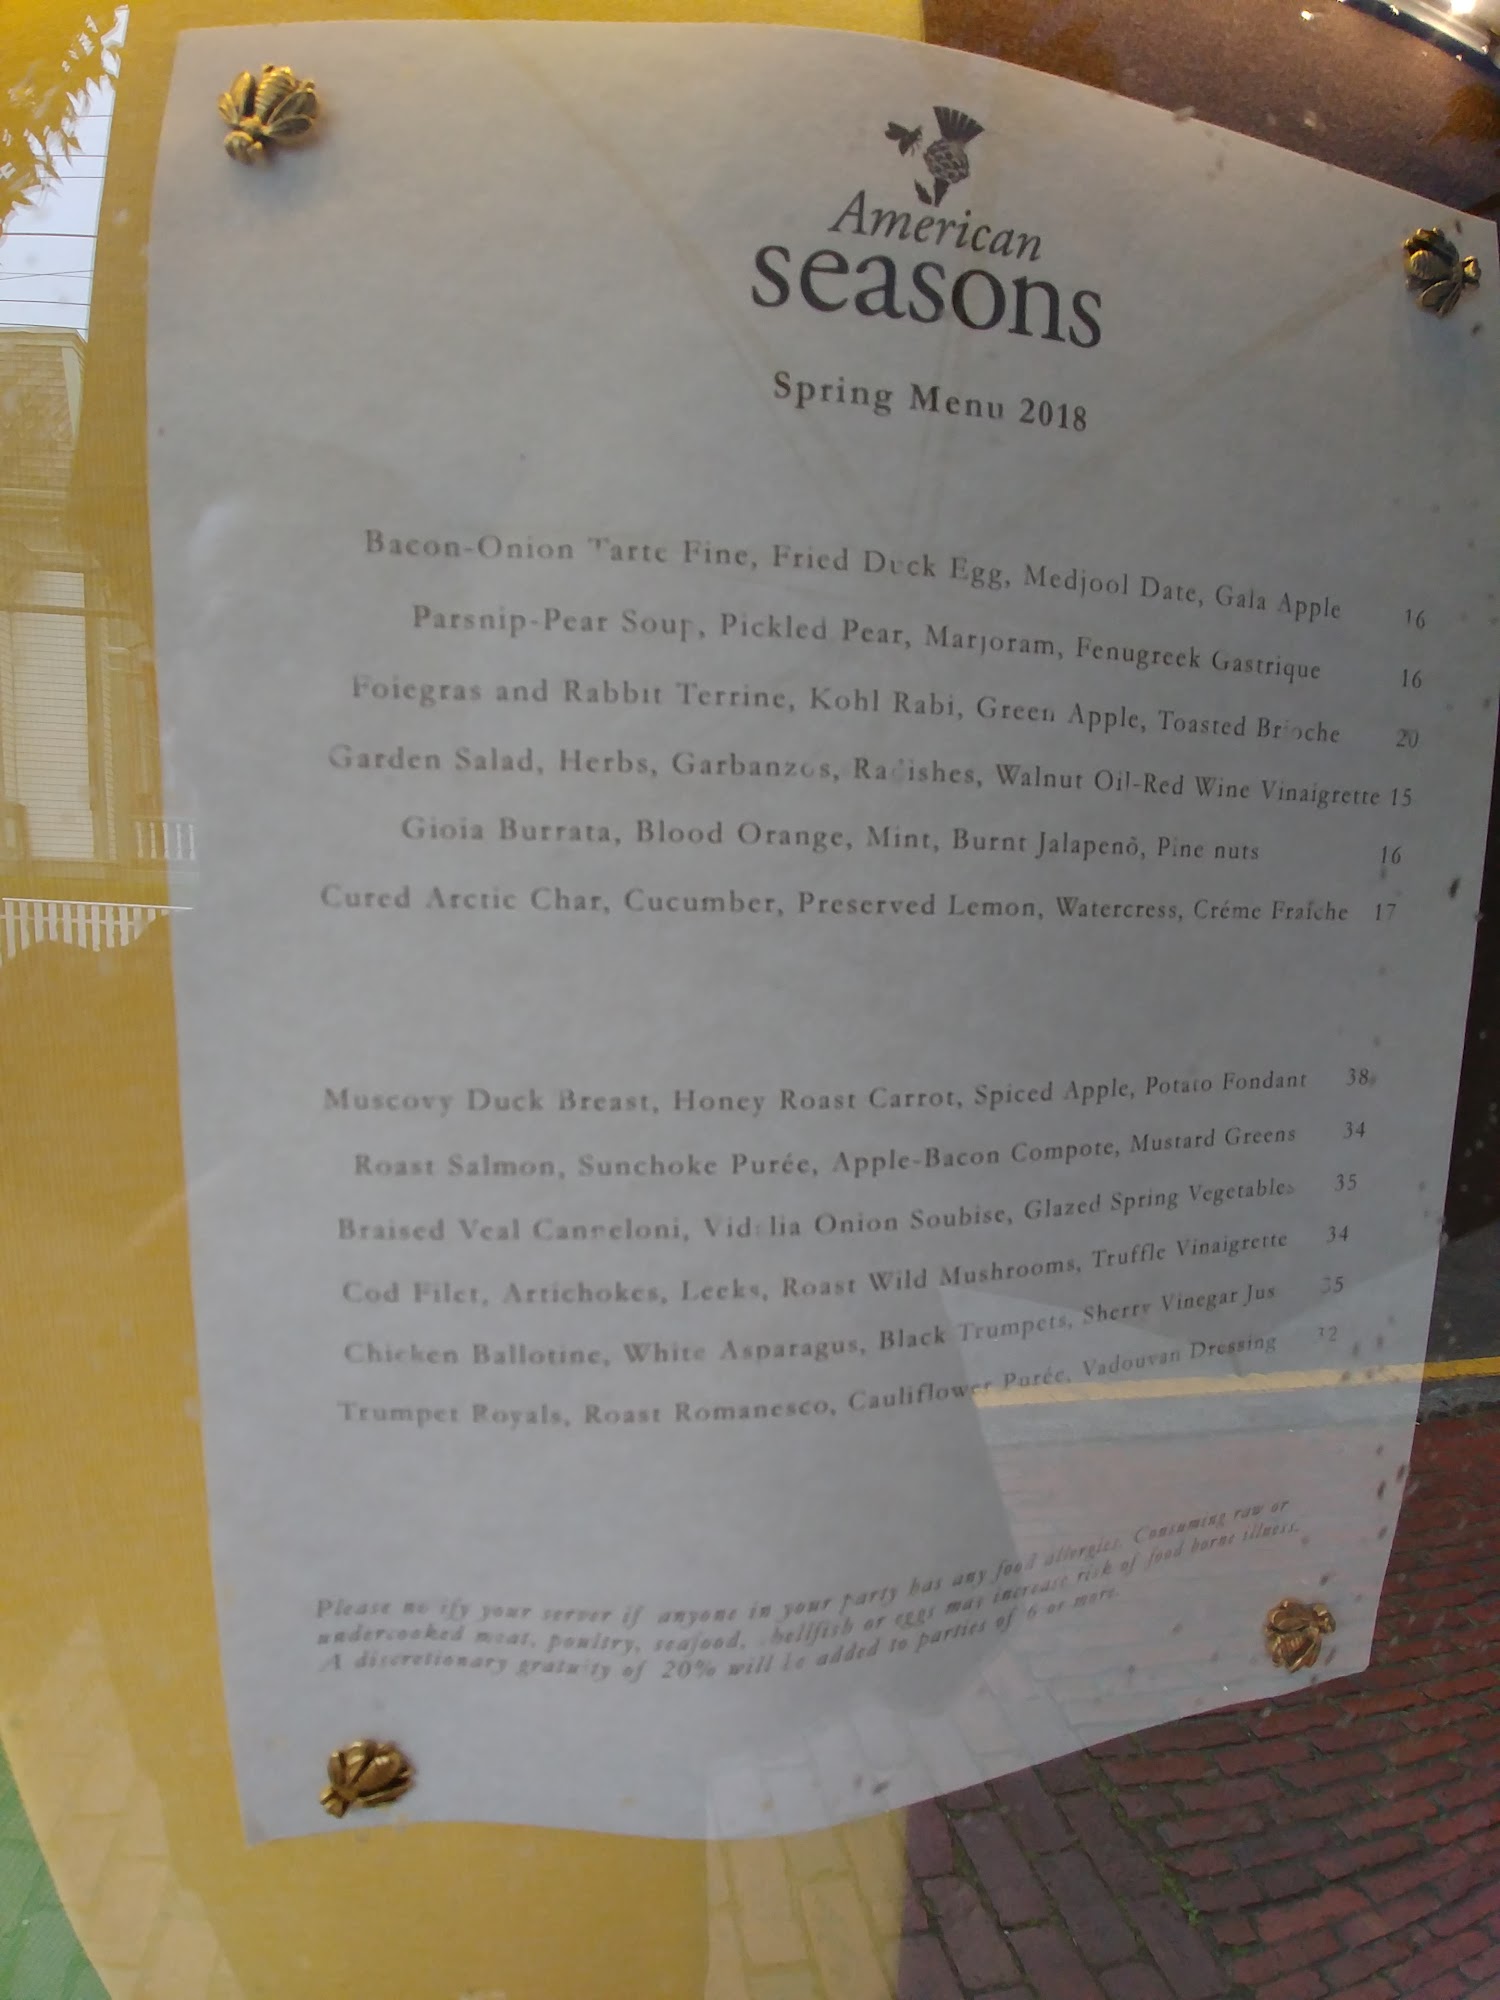 American
seasons
Spring Menu 2018
Bacon-Onion Tarte Fine, Fried Duck Egg, Medjool Date, Gala Apple 16
Parsnip-Pear Soup, Pickled Pear, Marjoram, Fenugreek Gastrique 16
Foiegras and Rabbit Terrine, Kohl Rabi, Green Apple, Toasted Brioche 20
Garden Salad, Herbs, Garbanzos, Radishes, Walnut Oil-Red Wine Vinaigrette 15
Gioia Burrata, Blood Orange, Mint, Burnt Jalapenõ, Pine nuts 16
Cured Arctic Char, Cucumber, Preserved Lemon, Watercress, Créme Fraîche 17
Muscovy Duck Breast, Honey Roast Carrot, Spiced Apple, Potato Fondant 38
Roast Salmon, Sunchoke Purée, Apple-Bacon Compote, Mustard Greens 34
Braised Veal Canneloni, Vidalia Onion Soubise, Glazed Spring Vegetables 35
Cod Filet, Artichokes, Leeks, Roast Wild Mushrooms, Truffle Vinaigrette 34
Chicken Ballotine, White Asparagus, Black Trumpets, Sherry Vinegar Jus 35
Trumpet Royals, Roast Romanesco, Cauliflower Purée, Vadouvan Dressing 32
Please notify your server if anyone in your party has any food allergies. Consuming raw or
undercooked meat, poultry, seafood, shellfish or eggs may increase risk of food borne illness.
A discretionary gratuity of 20% will be added to parties of 6 or more.